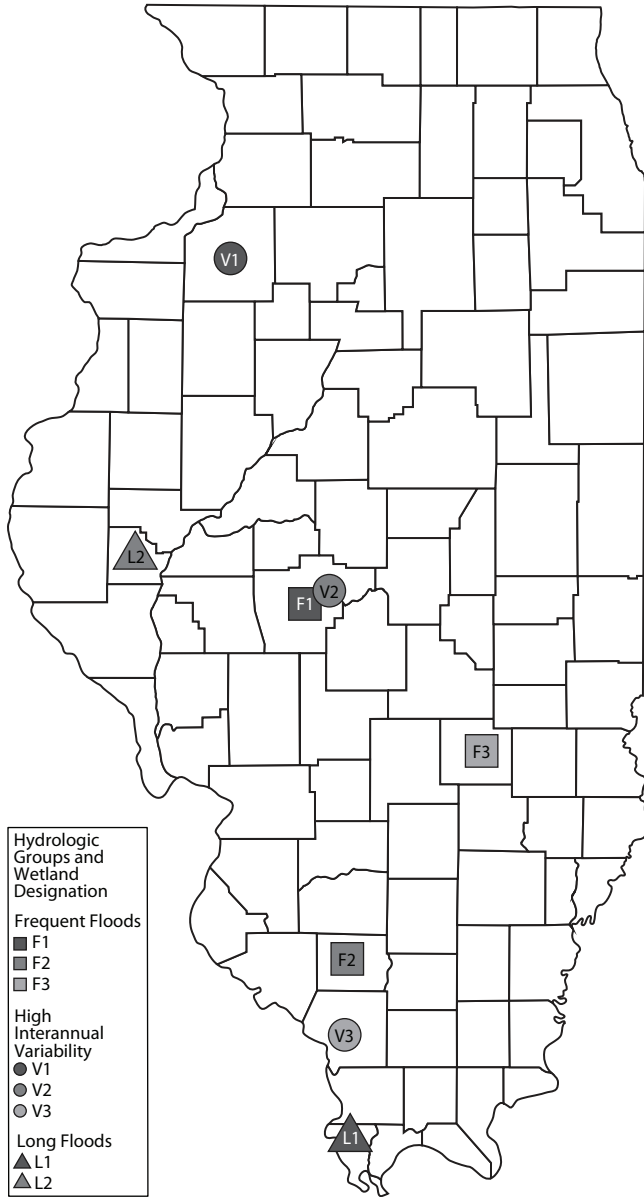 V1
L2
V2
F1
F3
F2
V3
L1
Hydrologic
Groups and
Wetland
Designation
Frequent Floods
F1
F2
F3
High
Interannual
Variability
V1
V2
V3
Long Floods
L1
L2